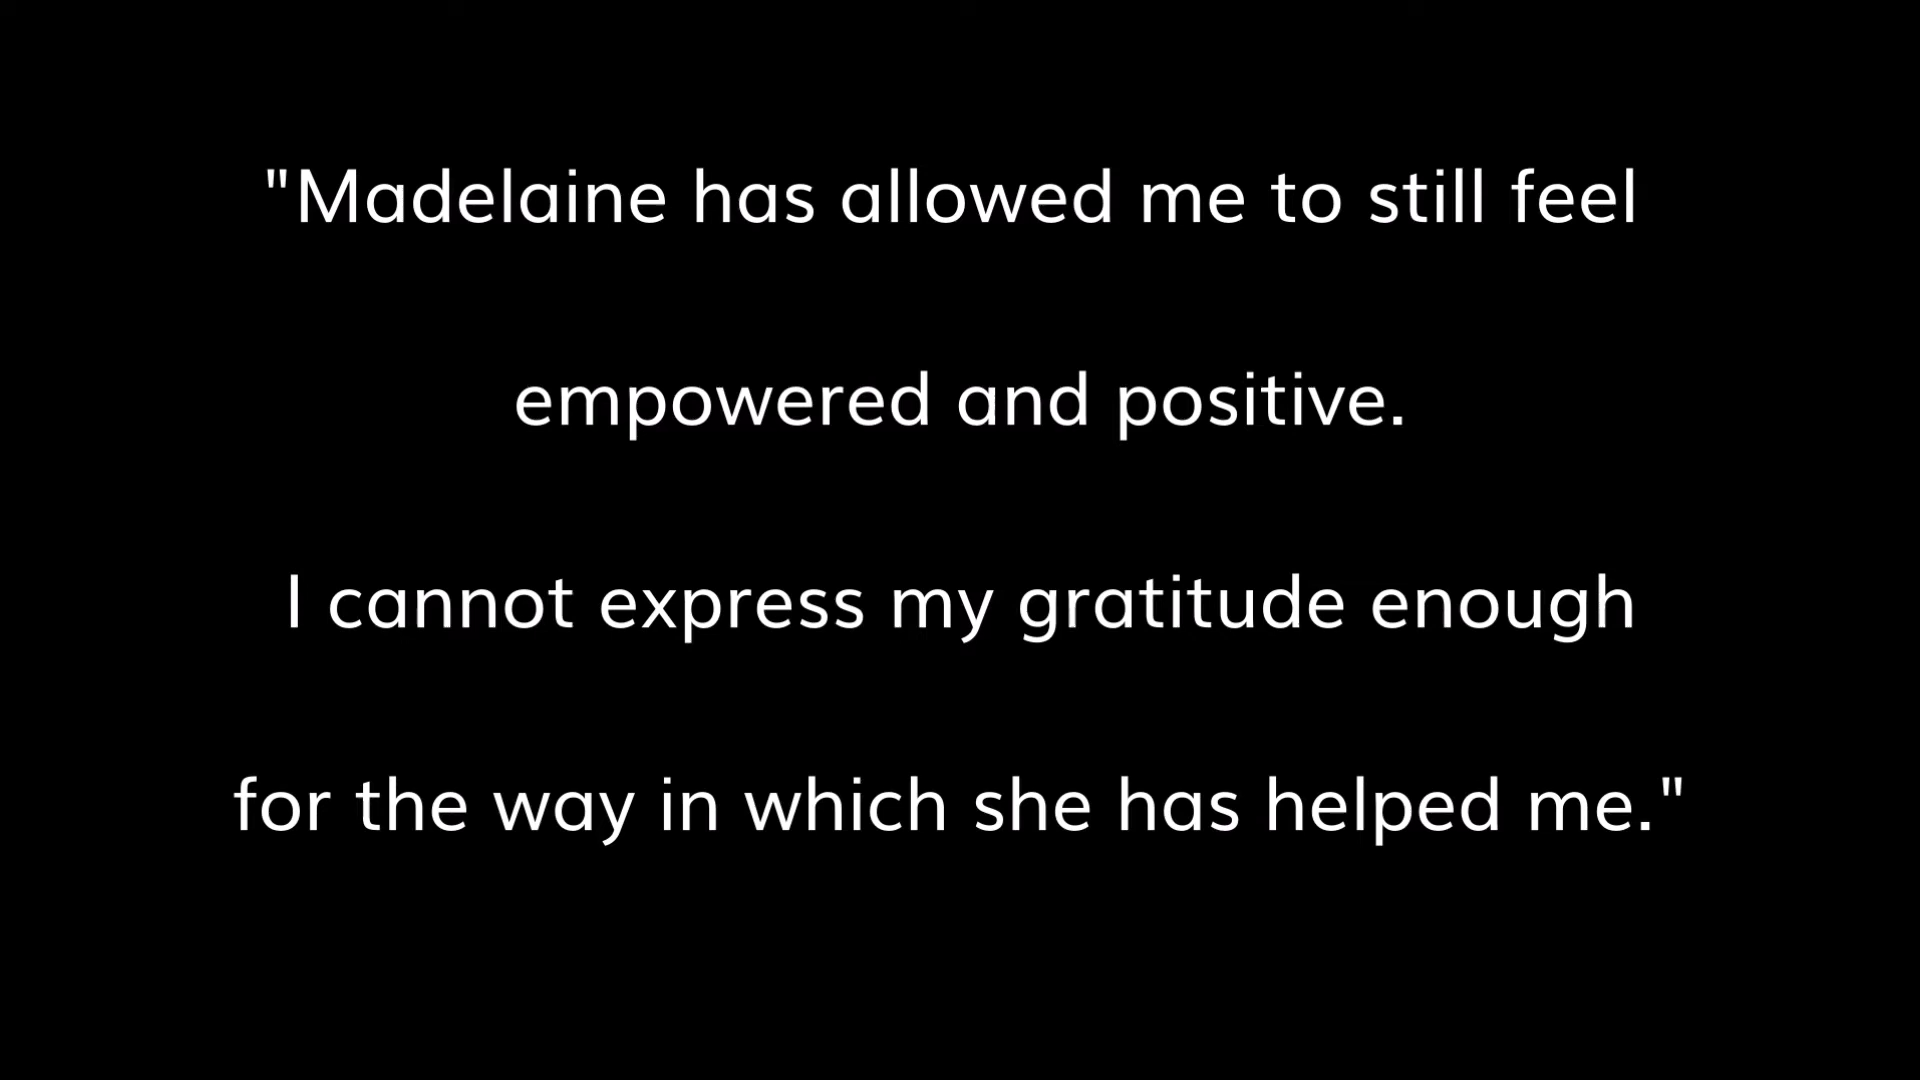 "Madelaine has allowed me to still feel
empowered and positive.
I cannot express my gratitude enough
for the way in which she has helped me."